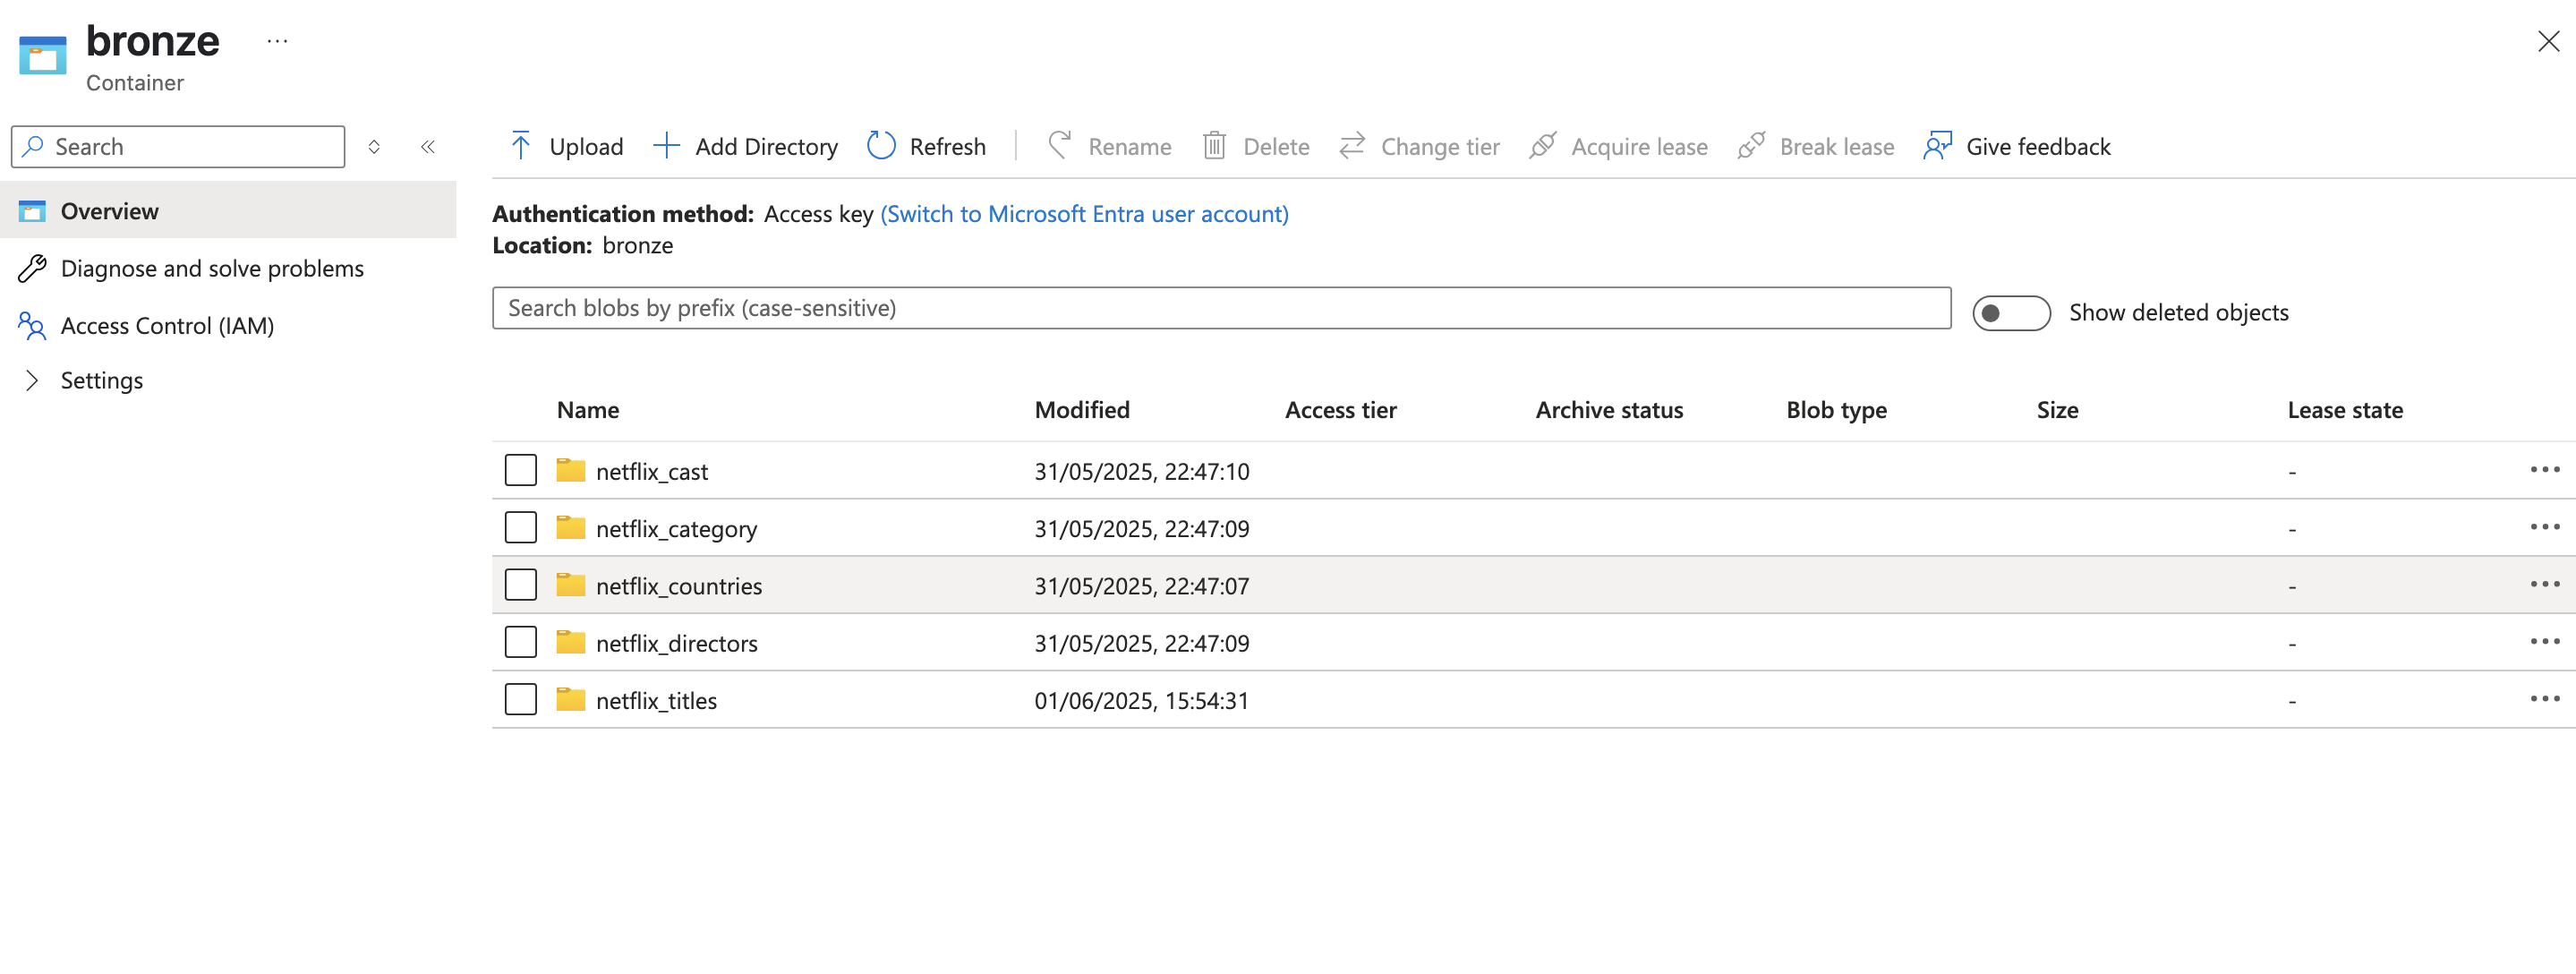 bronze ...
Container
Search
Overview
Diagnose and solve problems
Access Control (IAM)
Settings
Upload Add Directory Refresh Rename Delete Change tier Acquire lease Break lease Give feedback
Authentication method: Access key (Switch to Microsoft Entra user account)
Location: bronze
Search blobs by prefix (case-sensitive) Show deleted objects
Name Modified Access tier Archive status Blob type Size Lease state
netflix_cast 31/05/2025, 22:47:10 - ...
netflix_category 31/05/2025, 22:47:09 - ...
netflix_countries 31/05/2025, 22:47:07 - ...
netflix_directors 31/05/2025, 22:47:09 - ...
netflix_titles 01/06/2025, 15:54:31 - ...